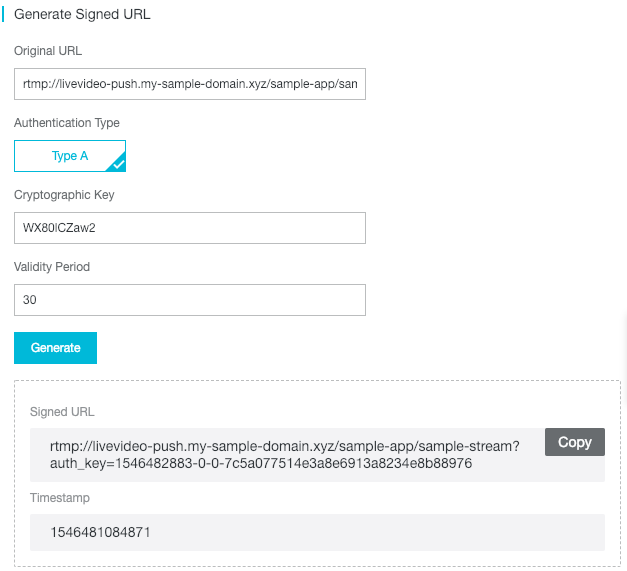 Generate Signed URL
Original URL
rtmp://livevideo-push.my-sample-domain.xyz/sample-app/san
Authentication Type
Type A
Cryptographic Key
WX80lCZaw2
Validity Period
30
Generate
Signed URL
rtmp://livevideo-push.my-sample-domain.xyz/sample-app/sample-stream?
Copy
auth_key=1546482883-0-0-7c5a077514e3a8e6913a8234e8b88976
Timestamp
1546481084871